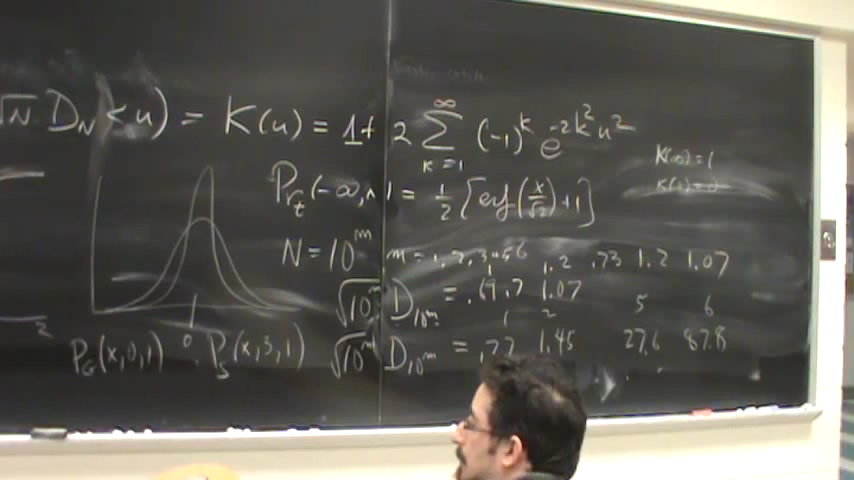 √N D_N < u) = K(u) = 1 + 2 ∑_{k=1}^{∞} (-1)^k e^{-2k²u²}
K(∞) = 1
K(0) = 0
P_{r_t}(-∞, x) = 1/2 [erf(x/√2) + 1]
N = 10^m m = 1, 2, 3, 4, 5, 6
√10^m D_{10^m} = .69, .7 1.07 1.2 .73 1.2 1.07
1 2 5 6
√10^m D_{10^m} = .77 1.45 27.6 87.8
0
P_G(x, 0, 1) P_S(x, 3, 1)